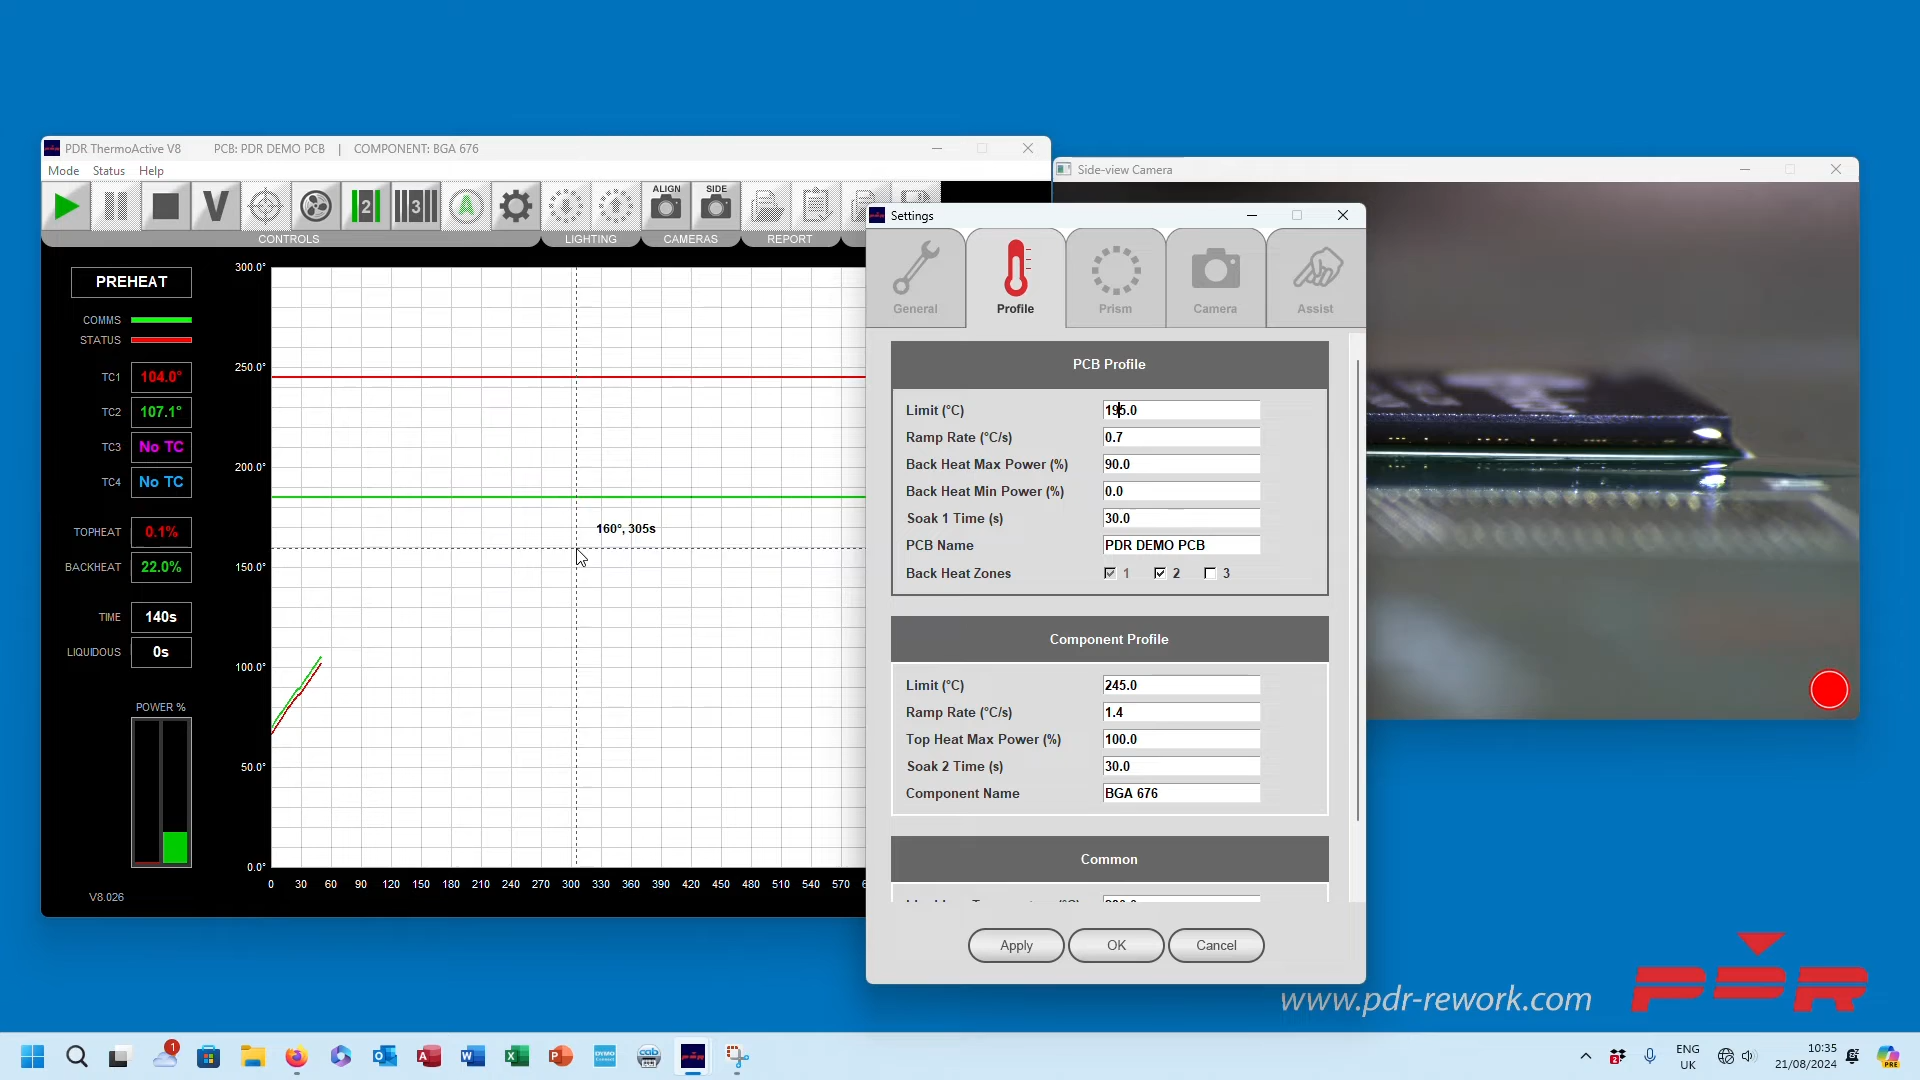 PDR ThermoActive V8 PCB: PDR DEMO PCB | COMPONENT: BGA 676
Mode Status Help
V 2 3 A ALIGN SIDE
CONTROLS LIGHTING CAMERAS REPORT
PREHEAT
COMMS
STATUS
TC1 104.0°
TC2 107.1°
TC3 No TC
TC4 No TC
TOPHEAT 0.1%
BACKHEAT 22.0%
TIME 140s
LIQUIDOUS 0s
POWER %
V8.026
300.0°
250.0°
200.0°
150.0°
100.0°
50.0°
0.0°
160°, 305s
0 30 60 90 120 150 180 210 240 270 300 330 360 390 420 450 480 510 540 570
Settings
General Profile Prism Camera Assist
PCB Profile
Limit (°C) 195.0
Ramp Rate (°C/s) 0.7
Back Heat Max Power (%) 90.0
Back Heat Min Power (%) 0.0
Soak 1 Time (s) 30.0
PCB Name PDR DEMO PCB
Back Heat Zones 1 2 3
Component Profile
Limit (°C) 245.0
Ramp Rate (°C/s) 1.4
Top Heat Max Power (%) 100.0
Soak 2 Time (s) 30.0
Component Name BGA 676
Common
Apply OK Cancel
Side-view Camera
www.pdr-rework.com PDR
1
2
ENG
UK
10:35
21/08/2024
PRE